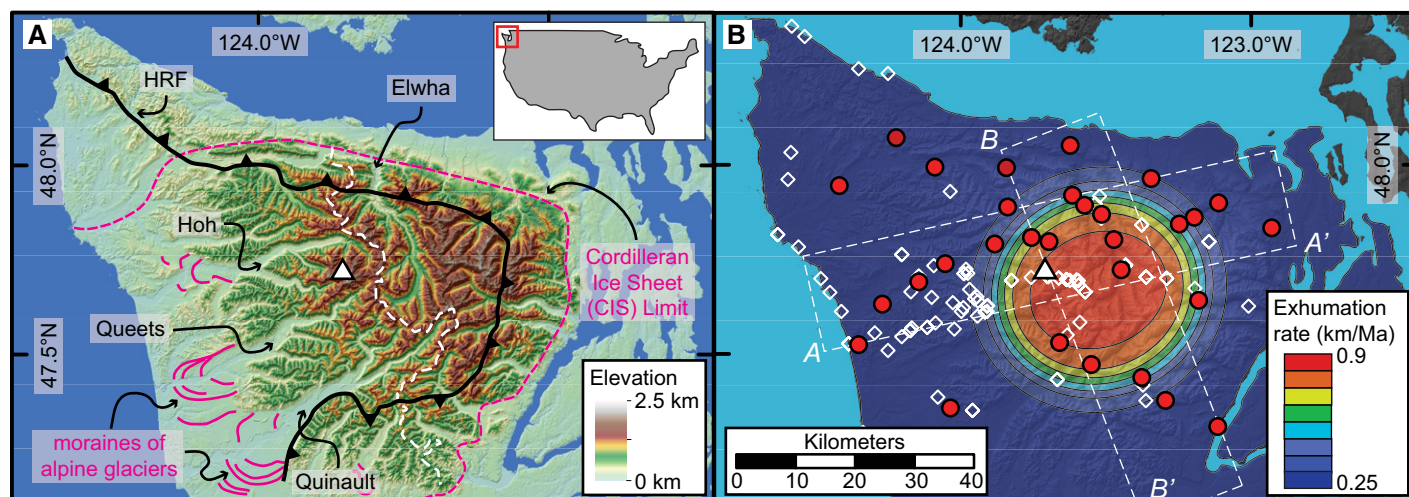 A
124.0°W
HRF
Elwha
48.0°N
Hoh
Cordilleran
Ice Sheet
(CIS) Limit
Queets
47.5°N
moraines of
alpine glaciers
Quinault
Elevation
2.5 km
0 km
B
124.0°W
123.0°W
48.0°N
B
A'
A
B'
Kilometers
0 10 20 30 40
Exhumation
rate (km/Ma)
0.9
0.25